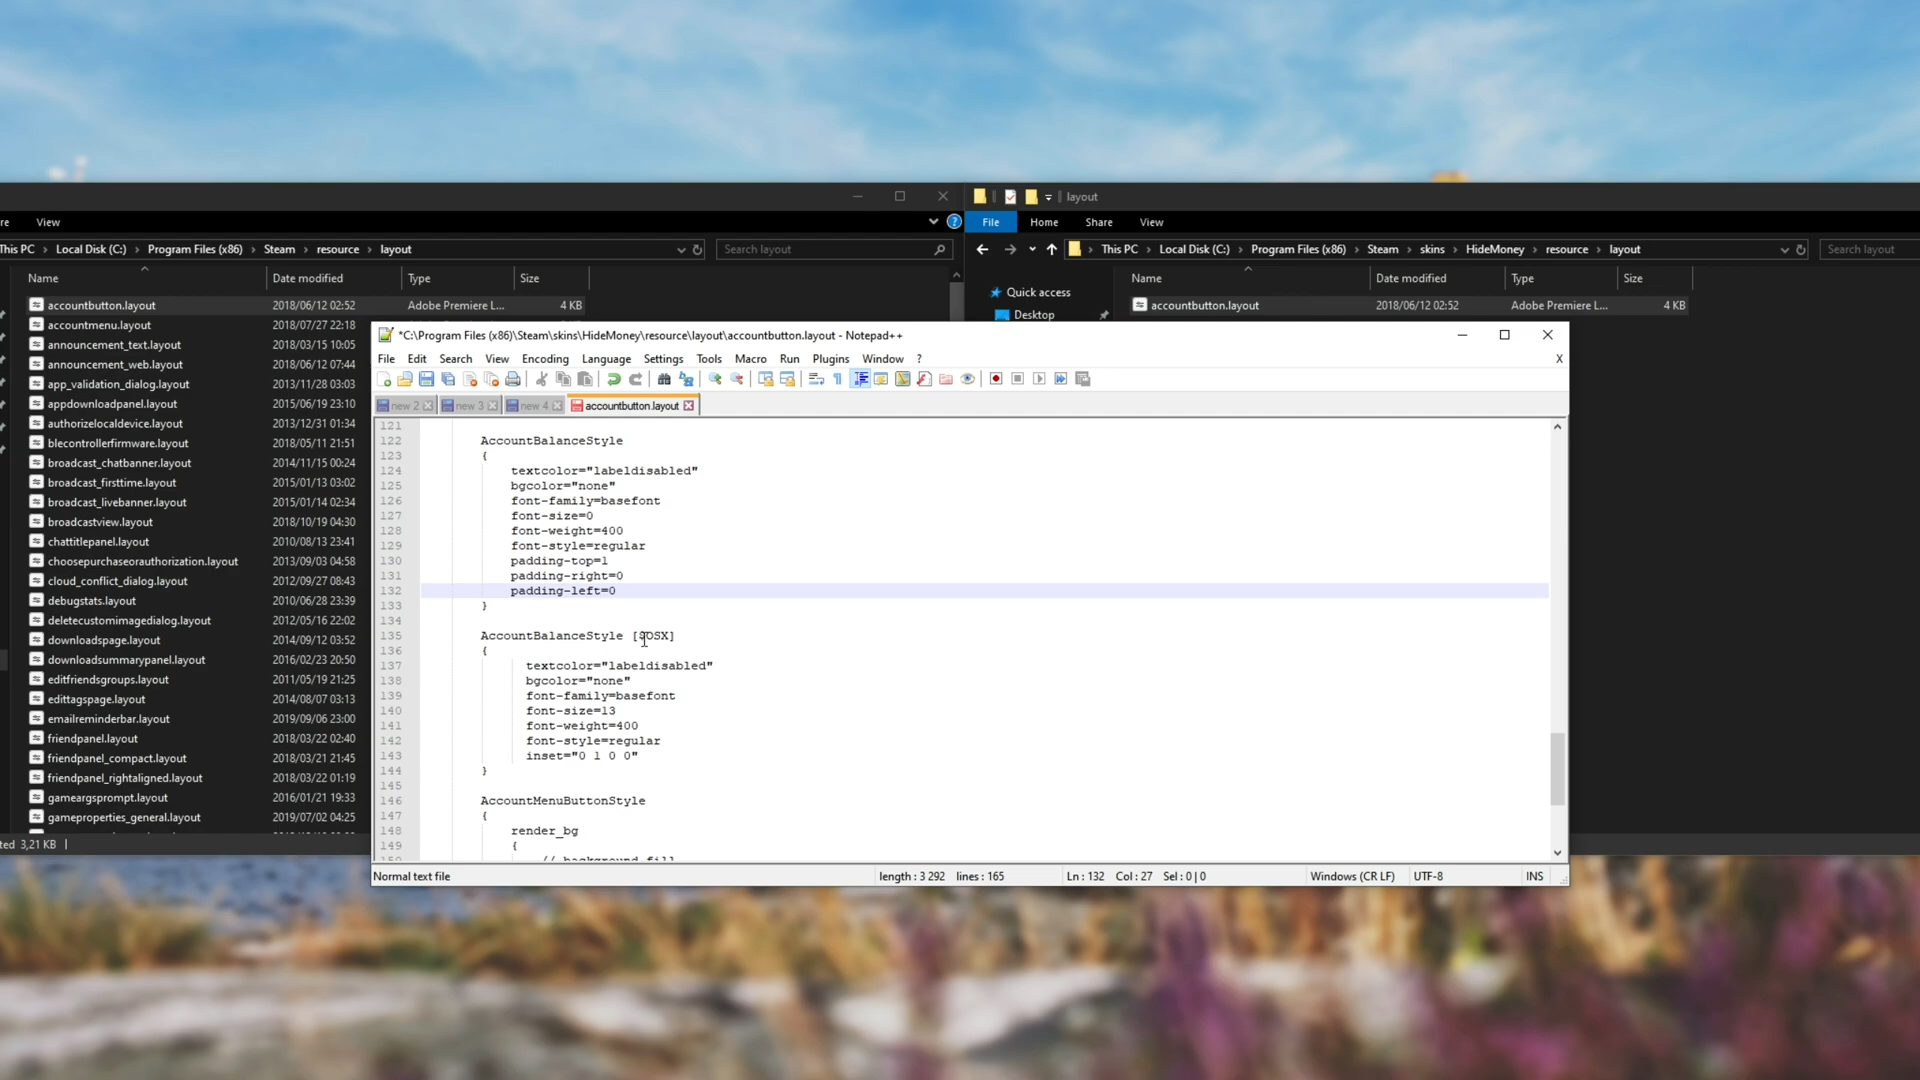 layout
re View
File Home Share View
This PC Local Disk (C:) Program Files (x86) Steam resource layout
Search layout
This PC Local Disk (C:) Program Files (x86) Steam skins HideMoney resource layout
Search layout
Name Date modified Type Size
accountbutton.layout 2018/06/12 02:52 Adobe Premiere L... 4 KB
accountmenu.layout 2018/07/27 22:18
announcement_text.layout 2018/03/15 10:05
announcement_web.layout 2018/06/12 07:44
app_validation_dialog.layout 2013/11/28 03:03
appdownloadpanel.layout 2015/06/19 23:10
authorizelocaldevice.layout 2013/12/31 01:34
blecontrollerfirmware.layout 2018/05/11 21:51
broadcast_chatbanner.layout 2014/11/15 00:24
broadcast_firsttime.layout 2015/01/13 03:02
broadcast_livebanner.layout 2015/01/14 02:34
broadcastview.layout 2018/10/19 04:30
chattitlepanel.layout 2010/08/13 23:41
choosepurchaseorauthorization.layout 2013/09/03 04:58
cloud_conflict_dialog.layout 2012/09/27 08:43
debugstats.layout 2010/06/28 23:39
deletecustomimagedialog.layout 2012/05/16 22:02
downloadspage.layout 2014/09/12 03:52
downloadsummarypanel.layout 2016/02/23 20:50
editfriendsgroups.layout 2011/05/19 21:25
edittagspage.layout 2014/08/07 03:13
emailreminderbar.layout 2019/09/06 23:00
friendpanel.layout 2018/03/22 02:40
friendpanel_compact.layout 2018/03/21 21:45
friendpanel_rightaligned.layout 2018/03/22 01:19
gameargsprompt.layout 2016/01/21 19:33
gameproperties_general.layout 2019/07/02 04:25
ted 3,21 KB
Quick access
Desktop
Name Date modified Type Size
accountbutton.layout 2018/06/12 02:52 Adobe Premiere L... 4 KB
*C:\Program Files (x86)\Steam\skins\HideMoney\resource\layout\accountbutton.layout - Notepad++
File Edit Search View Encoding Language Settings Tools Macro Run Plugins Window ? X
new 2 new 3 new 4 accountbutton.layout
121
122 AccountBalanceStyle
123 {
124 textcolor="labeldisabled"
125 bgcolor="none"
126 font-family=basefont
127 font-size=0
128 font-weight=400
129 font-style=regular
130 padding-top=1
131 padding-right=0
132 padding-left=0
133 }
134
135 AccountBalanceStyle [$OSX]
136 {
137 textcolor="labeldisabled"
138 bgcolor="none"
139 font-family=basefont
140 font-size=13
141 font-weight=400
142 font-style=regular
143 inset="0 1 0 0"
144 }
145
146 AccountMenuButtonStyle
147 {
148 render_bg
149 {
150 // background fill
Normal text file length : 3 292 lines : 165 Ln : 132 Col : 27 Sel : 0 | 0 Windows (CR LF) UTF-8 INS